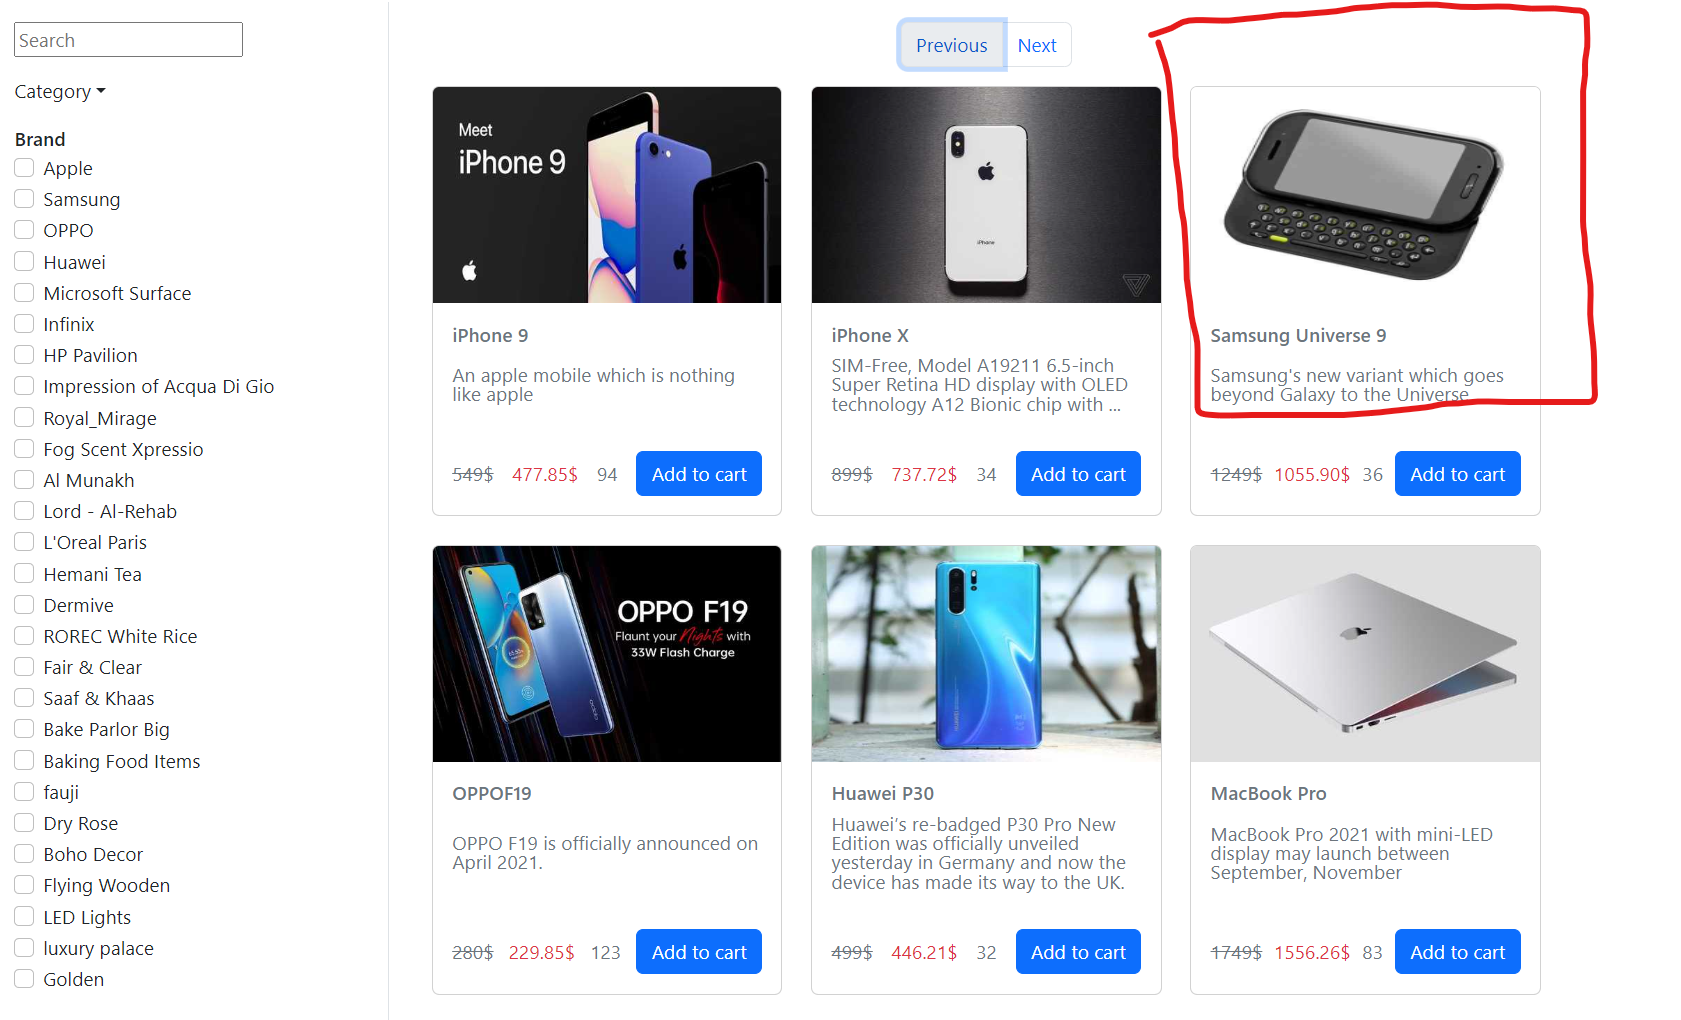 Search
Category
Brand
Apple
Samsung
OPPO
Huawei
Microsoft Surface
Infinix
HP Pavilion
Impression of Acqua Di Gio
Royal_Mirage
Fog Scent Xpressio
Al Munakh
Lord - Al-Rehab
L'Oreal Paris
Hemani Tea
Dermive
ROREC White Rice
Fair & Clear
Saaf & Khaas
Bake Parlor Big
Baking Food Items
fauji
Dry Rose
Boho Decor
Flying Wooden
LED Lights
luxury palace
Golden
Previous Next
Meet
iPhone 9
iPhone 9
An apple mobile which is nothing
like apple
549$ 477.85$ 94 Add to cart
iPhone
iPhone X
SIM-Free, Model A19211 6.5-inch
Super Retina HD display with OLED
technology A12 Bionic chip with ...
899$ 737.72$ 34 Add to cart
Samsung Universe 9
Samsung's new variant which goes
beyond Galaxy to the Universe
1249$ 1055.90$ 36 Add to cart
OPPO F19
Flaunt your Nights with
33W Flash Charge
OPPOF19
OPPO F19 is officially announced on
April 2021.
280$ 229.85$ 123 Add to cart
Huawei P30
Huawei’s re-badged P30 Pro New
Edition was officially unveiled
yesterday in Germany and now the
device has made its way to the UK.
499$ 446.21$ 32 Add to cart
MacBook Pro
MacBook Pro 2021 with mini-LED
display may launch between
September, November
1749$ 1556.26$ 83 Add to cart